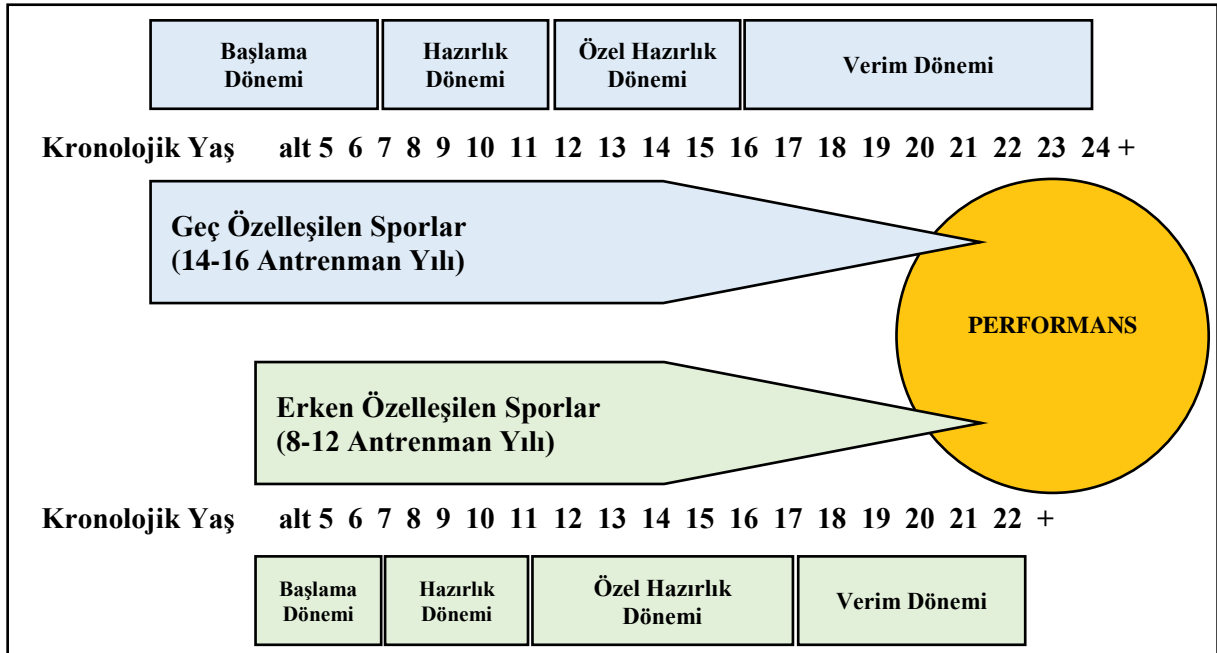 Başlama
Dönemi
Hazırlık
Dönemi
Özel Hazırlık
Dönemi
Verim Dönemi
Kronolojik Yaş alt 5 6 7 8 9 10 11 12 13 14 15 16 17 18 19 20 21 22 23 24 +
Geç Özelleşilen Sporlar
(14-16 Antrenman Yılı)
PERFORMANS
Erken Özelleşilen Sporlar
(8-12 Antrenman Yılı)
Kronolojik Yaş alt 5 6 7 8 9 10 11 12 13 14 15 16 17 18 19 20 21 22 +
Başlama
Dönemi
Hazırlık
Dönemi
Özel Hazırlık
Dönemi
Verim Dönemi